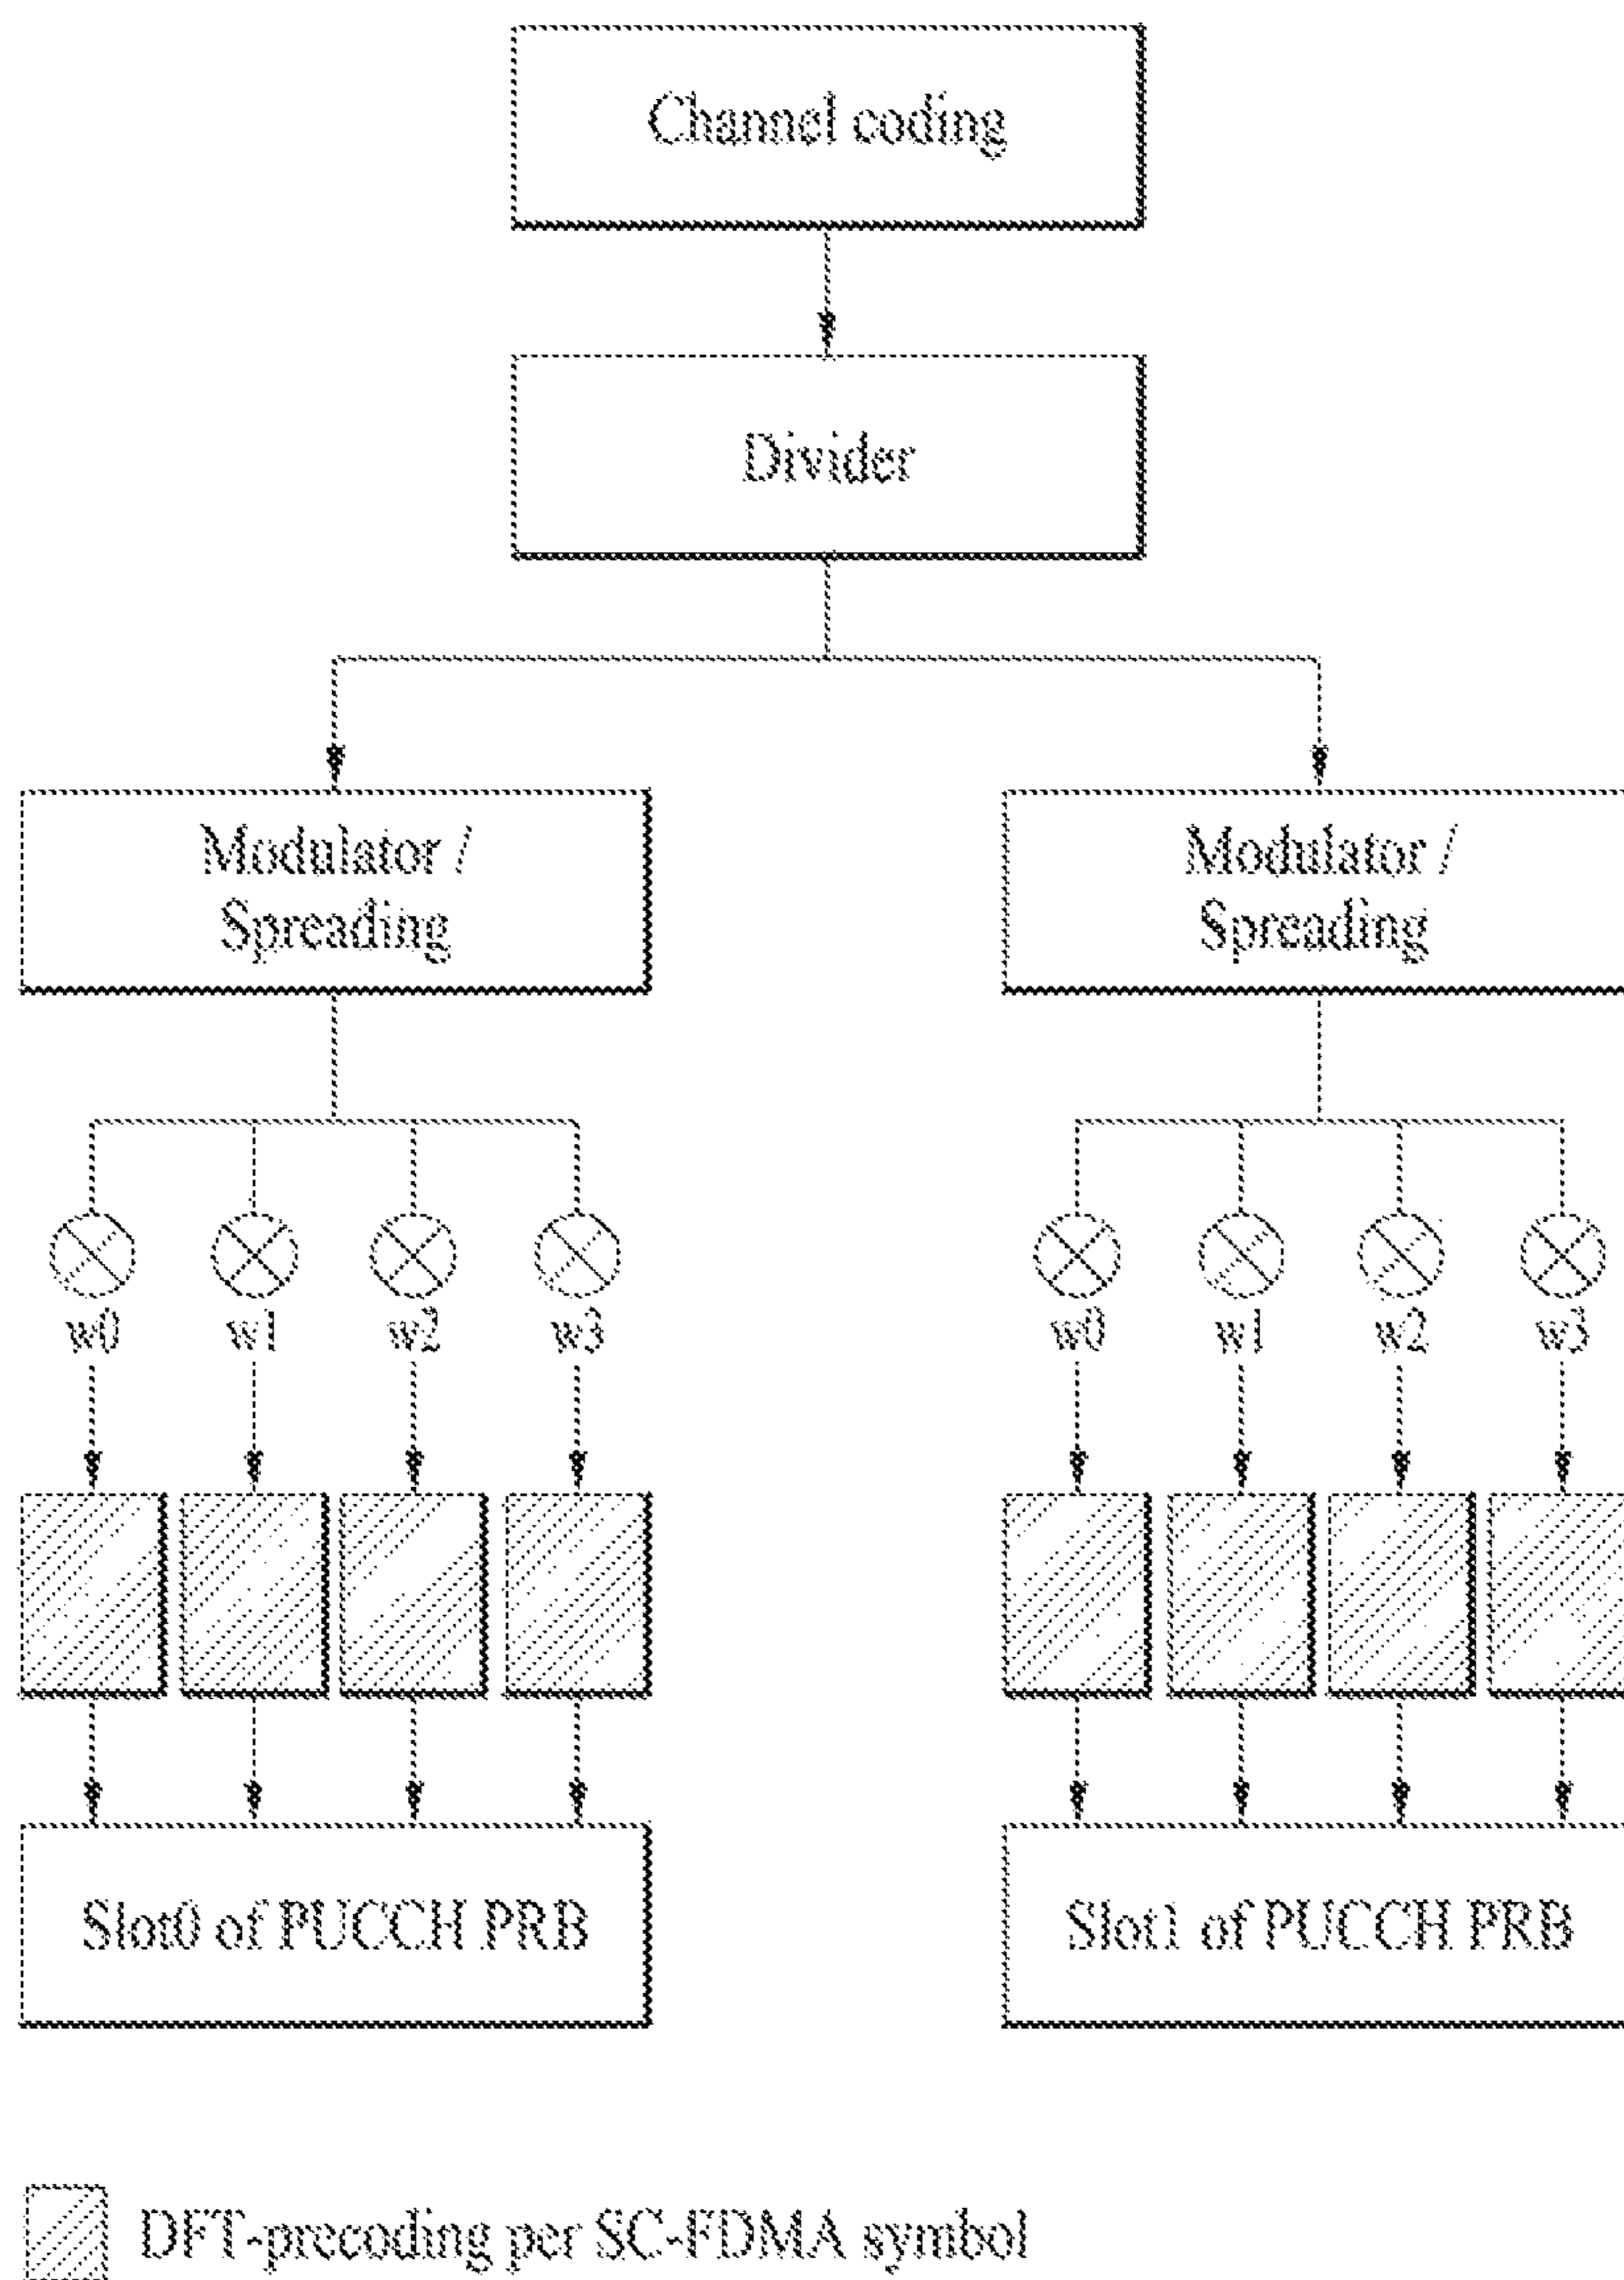 Channel coding
Divider
Modulator /
Spreading
Modulator /
Spreading
w0 w1 w2 w3
w0 w1 w2 w3
Slot0 of PUCCH PRB
Slot1 of PUCCH PRB
DFT-precoding per SC-FDMA symbol